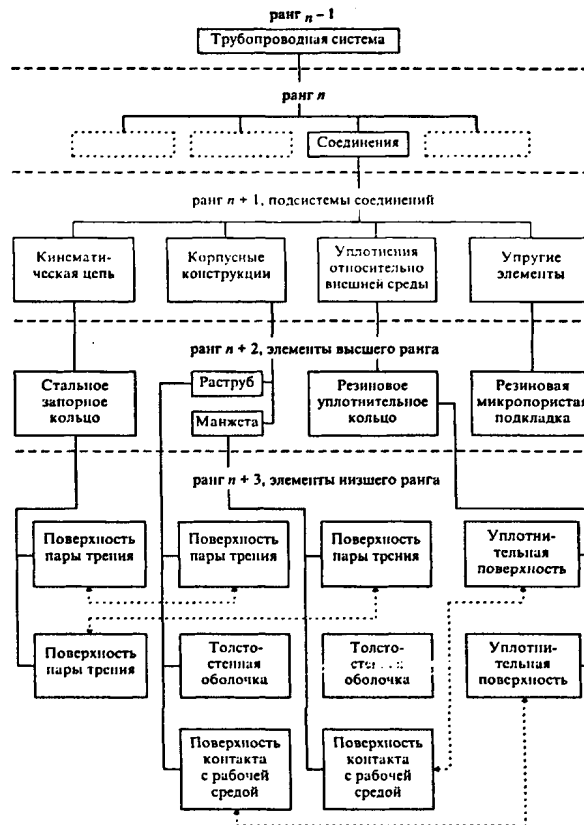 ранг n – 1
Трубопроводная система
ранг n
Соединения
ранг n + 1, подсистемы соединений
Кинемати-
ческая цепь
Корпусные
конструкции
Уплотнения
относительно
внешней среды
Упругие
элементы
ранг n + 2, элементы высшего ранга
Стальное
запорное
кольцо
Раструб
Манжета
Резиновое
уплотнительное
кольцо
Резиновая
микропористая
подкладка
ранг n + 3, элементы низшего ранга
Поверхность
пары трения
Поверхность
пары трения
Поверхность
пары трения
Уплотни-
тельная
поверхность
Поверхность
пары трения
Толсто-
стенная
оболочка
Толсто-
оболочка
Уплотни-
тельная
поверхность
Поверхность
контакта
с рабочей
средой
Поверхность
контакта
с рабочей
средой